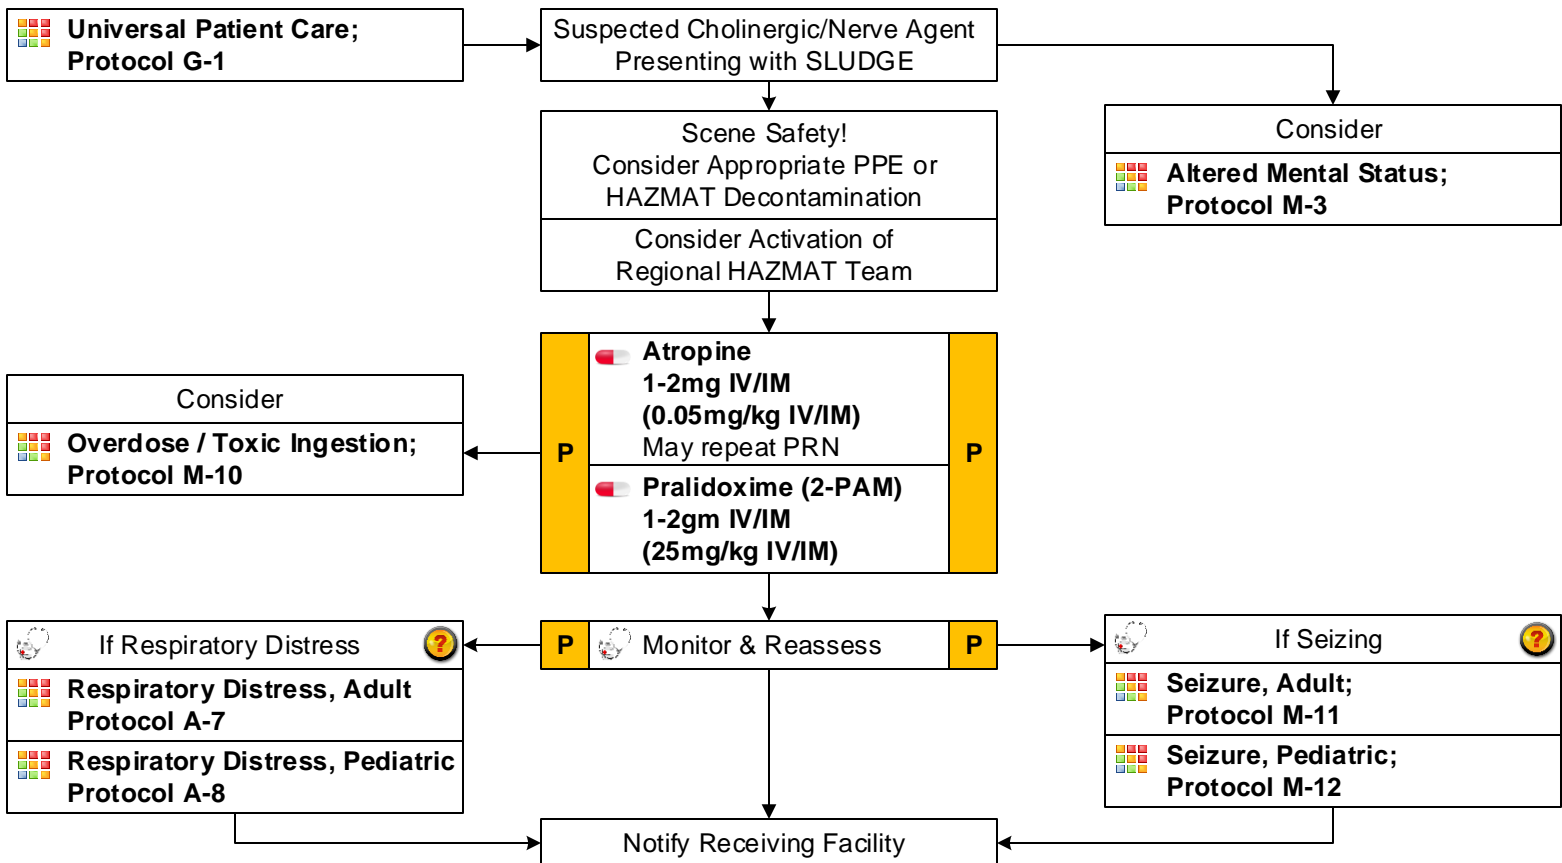 Universal Patient Care;
Protocol G-1
Suspected Cholinergic/Nerve Agent
Presenting with SLUDGE
Scene Safety!
Consider Appropriate PPE or
HAZMAT Decontamination
Consider Activation of
Regional HAZMAT Team
Consider
Altered Mental Status;
Protocol M-3
P
Atropine
1-2mg IV/IM
(0.05mg/kg IV/IM)
May repeat PRN
Pralidoxime (2-PAM)
1-2gm IV/IM
(25mg/kg IV/IM)
P
Consider
Overdose / Toxic Ingestion;
Protocol M-10
P Monitor & Reassess P
If Respiratory Distress ?
Respiratory Distress, Adult
Protocol A-7
Respiratory Distress, Pediatric
Protocol A-8
If Seizing ?
Seizure, Adult;
Protocol M-11
Seizure, Pediatric;
Protocol M-12
Notify Receiving Facility